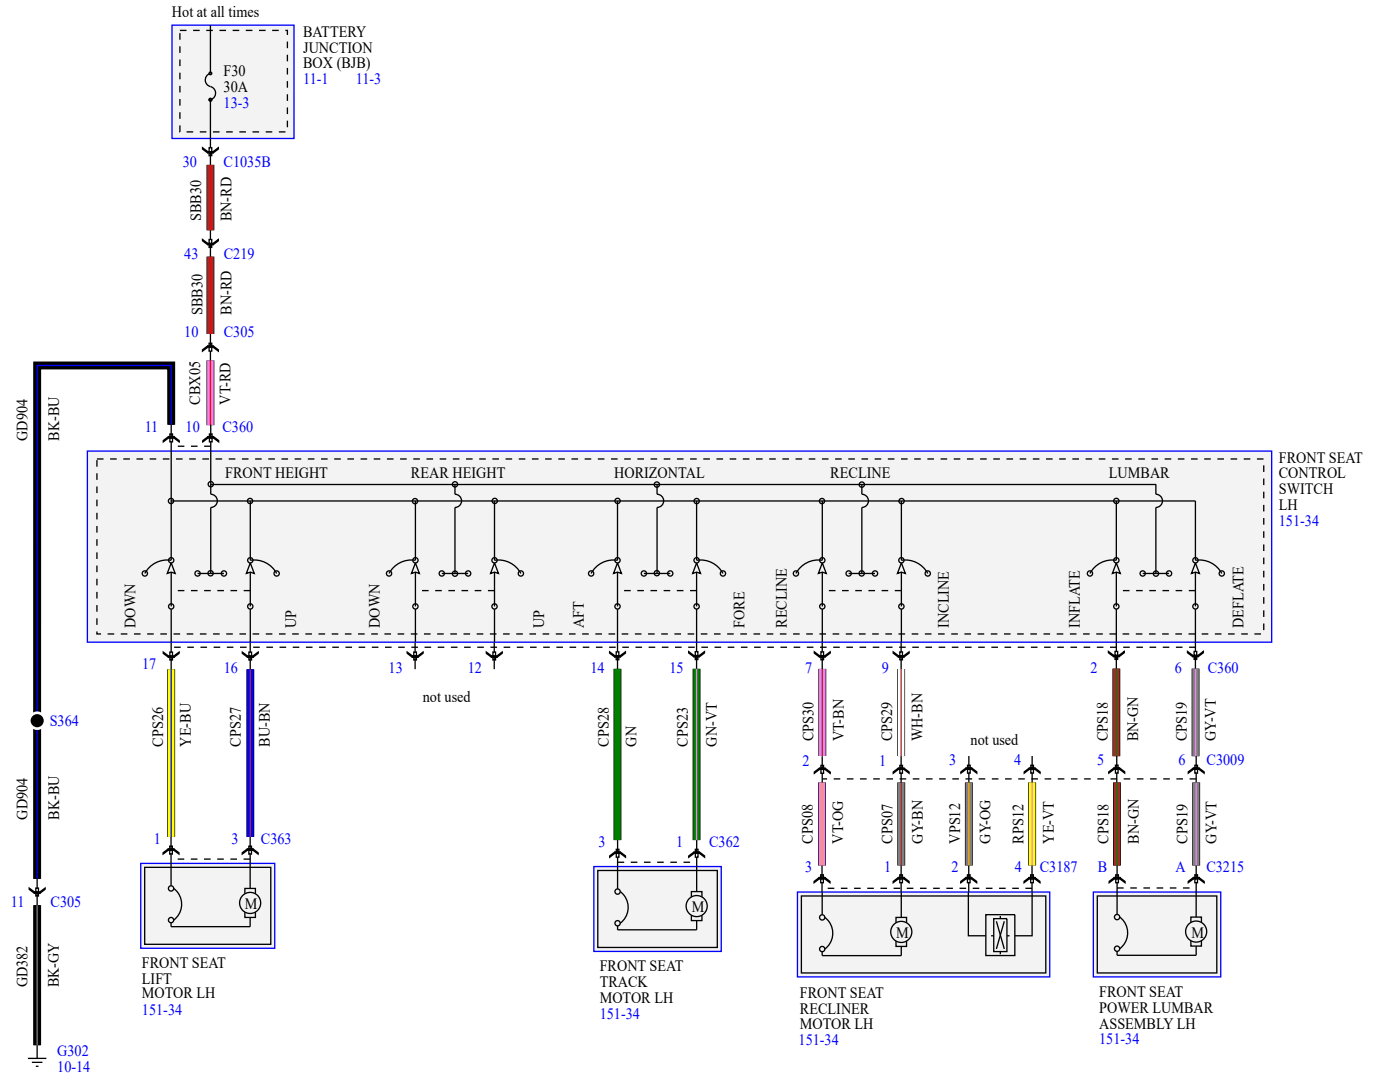 Hot at all times
BATTERY
JUNCTION
BOX (BJB)
11-1 11-3
F30
30A
13-3
30 C1035B
SBB30 BN-RD
43 C219
SBB30 BN-RD
10 C305
CBX05 VT-RD
11 10 C360
GD904 BK-BU
FRONT HEIGHT REAR HEIGHT HORIZONTAL RECLINE LUMBAR
FRONT SEAT
CONTROL
SWITCH
LH
151-34
DOWN UP DOWN UP AFT FORE RECLINE INCLINE INFLATE DEFLATE
17 16 13 12 14 15 7 9 2 6 C360
not used
CPS26 YE-BU CPS27 BU-BN CPS28 GN CPS23 GN-VT CPS30 VT-BN CPS29 WH-BN CPS18 BN-GN CPS19 GY-VT
S364
not used
2 1 3 4 5 6 C3009
GD904 BK-BU
CPS08 VT-OG CPS07 GY-BN VPS12 GY-OG RPS12 YE-VT CPS18 BN-GN CPS19 GY-VT
1 3 C363 3 1 C362
3 1 2 4 C3187 B A C3215
11 C305
M M M M
GD382 BK-GY
FRONT SEAT
LIFT
MOTOR LH
151-34
FRONT SEAT
TRACK
MOTOR LH
151-34
FRONT SEAT
RECLINER
MOTOR LH
151-34
FRONT SEAT
POWER LUMBAR
ASSEMBLY LH
151-34
G302
10-14